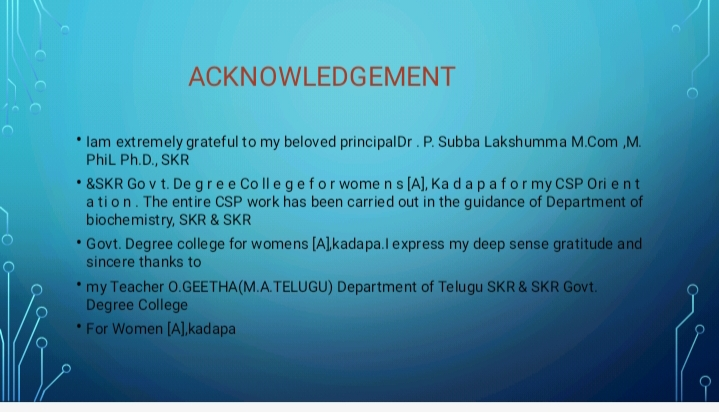 ACKNOWLEDGEMENT
• Iam extremely grateful to my beloved principalDr . P. Subba Lakshumma M.Com ,M.
PhiL Ph.D., SKR
• &SKR Go v t. De g r e e Co ll e g e f o r wome n s [A], Ka d a p a f o r my CSP Ori e n t
a ti o n . The entire CSP work has been carried out in the guidance of Department of
biochemistry, SKR & SKR
• Govt. Degree college for womens [A],kadapa.I express my deep sense gratitude and
sincere thanks to
• my Teacher O.GEETHA(M.A.TELUGU) Department of Telugu SKR & SKR Govt.
Degree College
• For Women [A],kadapa